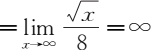 = lim_{x→∞} √x / 8 = ∞